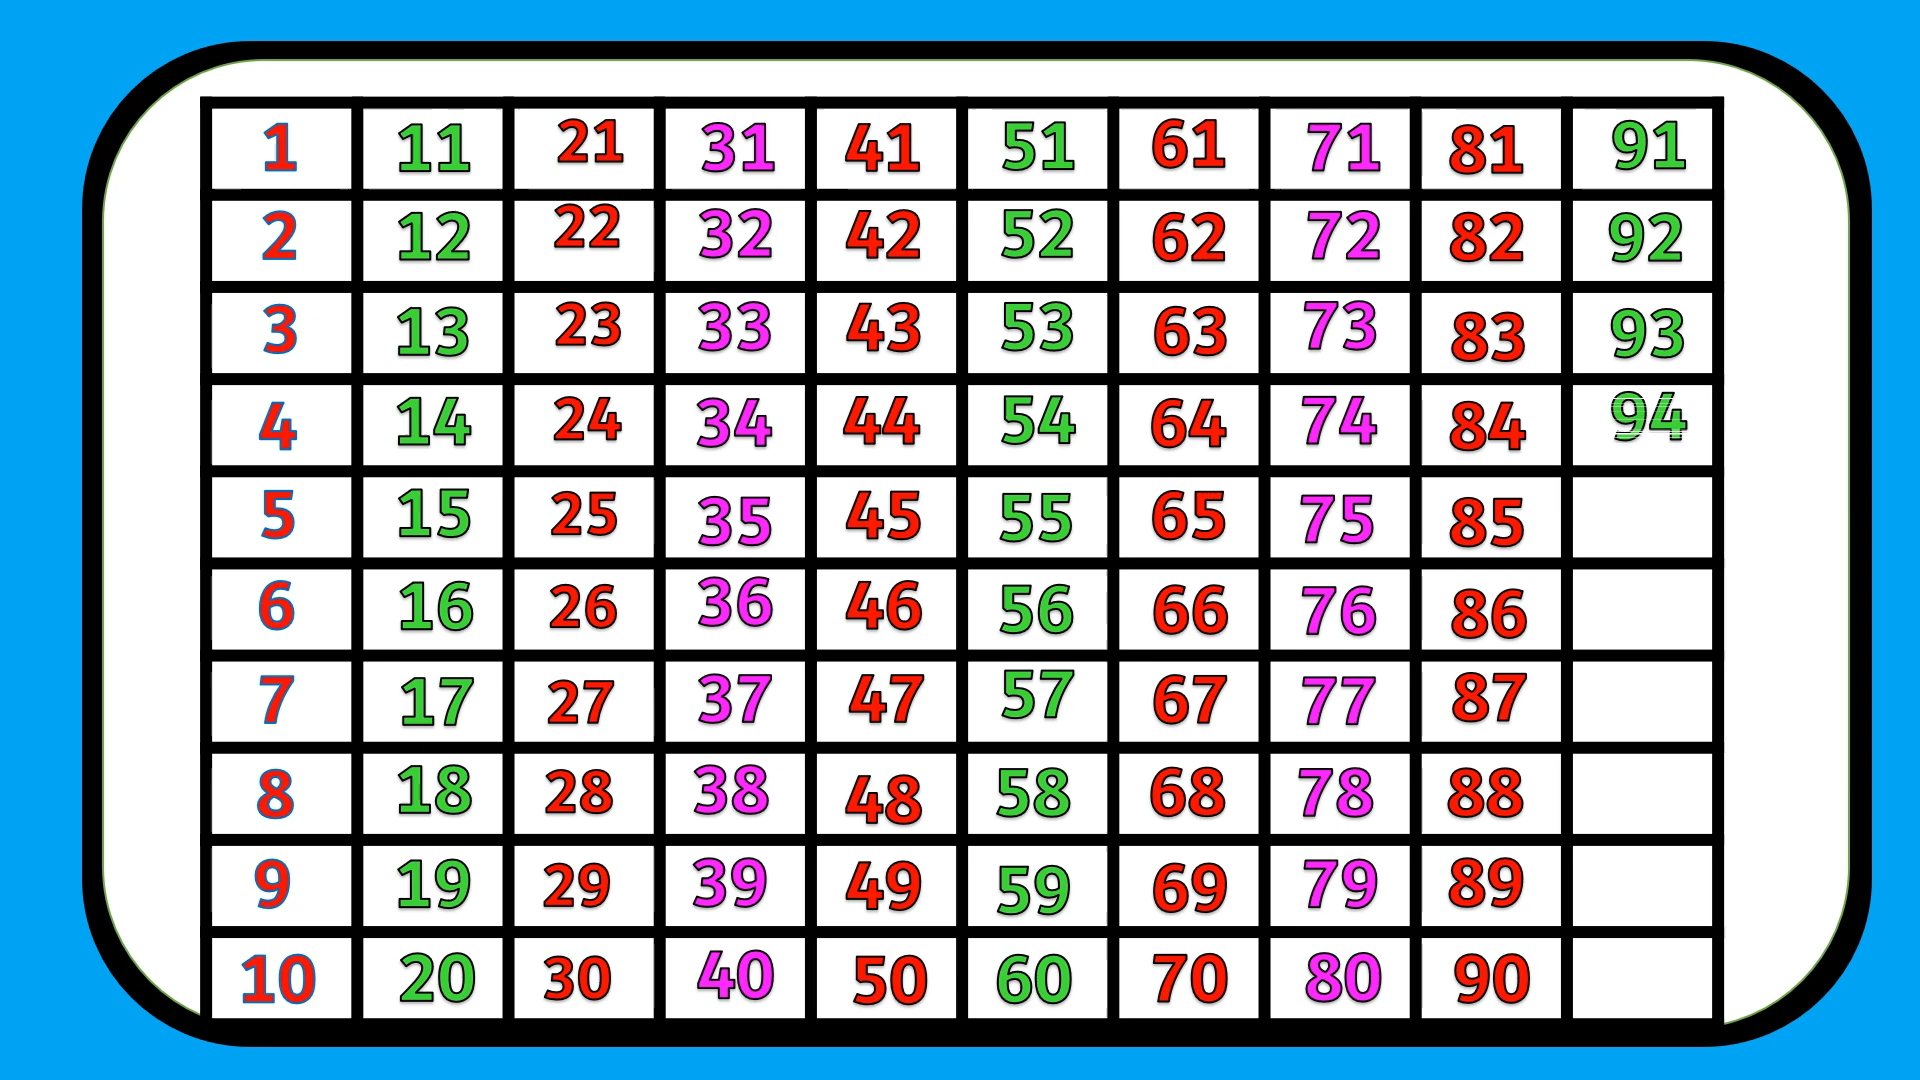 1 11 21 31 41 51 61 71 81 91
2 12 22 32 42 52 62 72 82 92
3 13 23 33 43 53 63 73 83 93
4 14 24 34 44 54 64 74 84 94
5 15 25 35 45 55 65 75 85
6 16 26 36 46 56 66 76 86
7 17 27 37 47 57 67 77 87
8 18 28 38 48 58 68 78 88
9 19 29 39 49 59 69 79 89
10 20 30 40 50 60 70 80 90